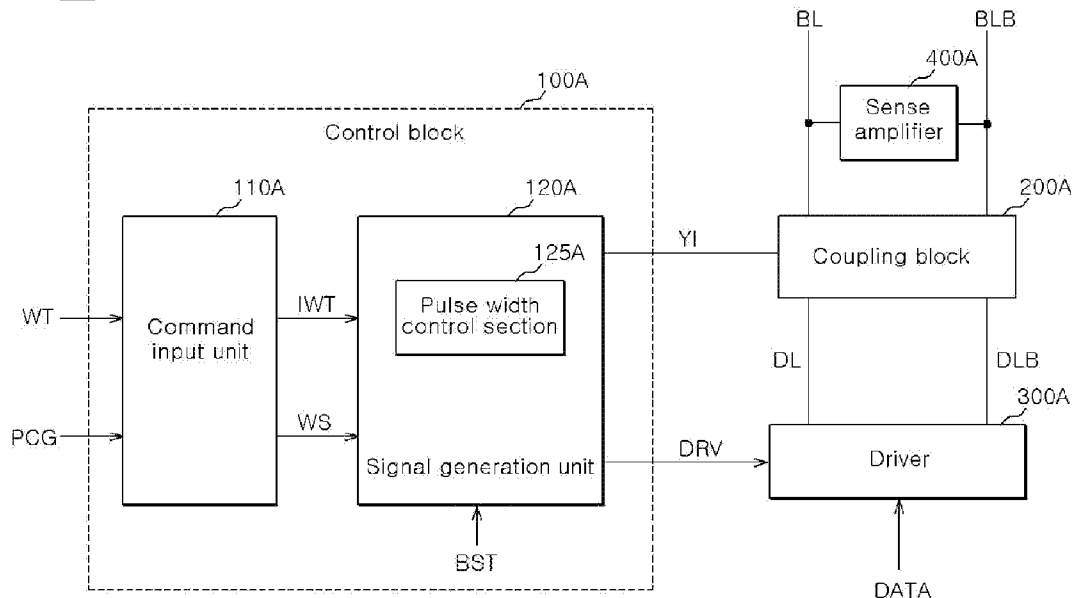 BL
BLB
400A
Sense
amplifier
100A
Control block
110A
120A
200A
YI
Coupling block
125A
Pulse width
control section
WT
IWT
Command
input unit
DL
DLB
300A
PCG
WS
Signal generation unit
DRV
Driver
BST
DATA